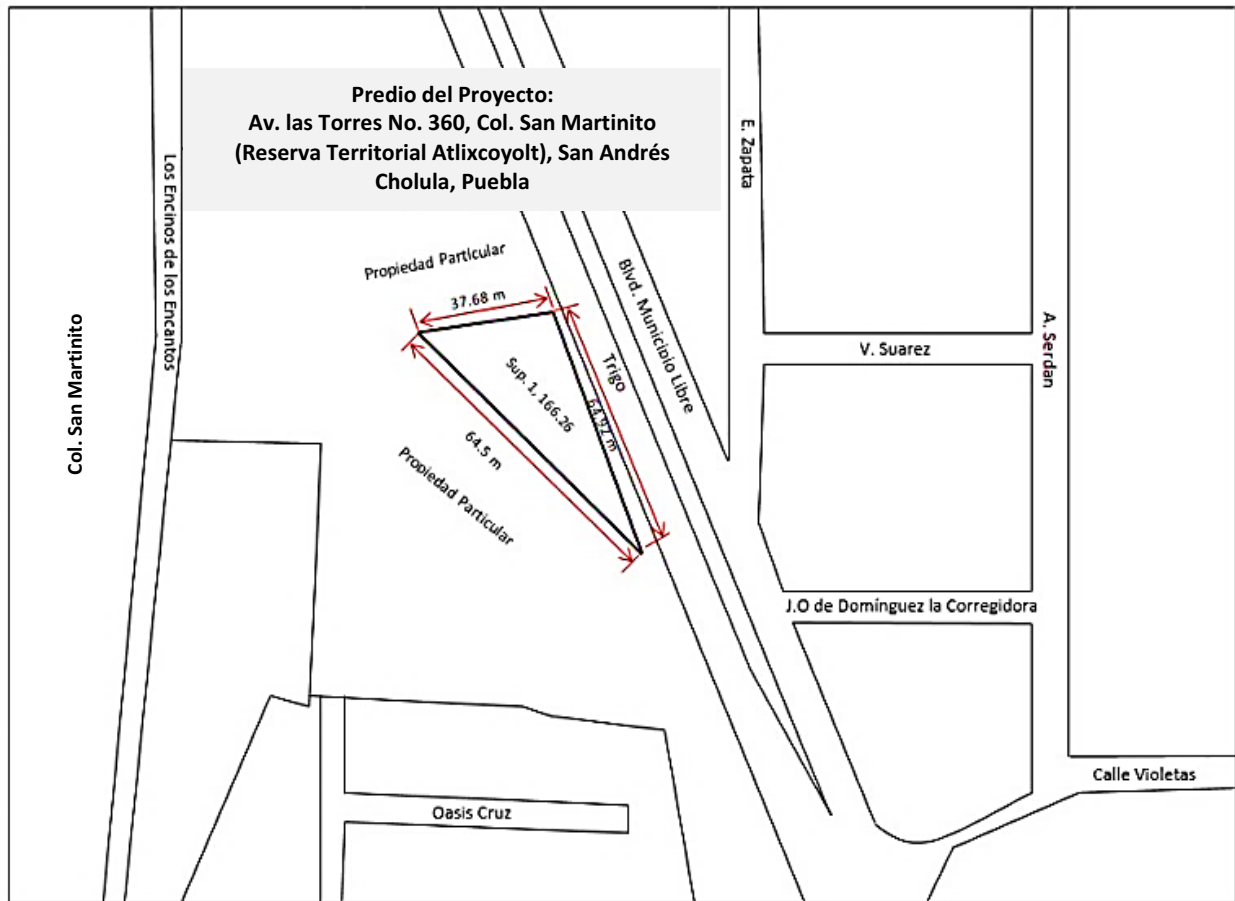 Predio del Proyecto:
Av. las Torres No. 360, Col. San Martinito
(Reserva Territorial Atlixcoyolt), San Andrés
Cholula, Puebla
Los Encinos de los Encantos
Col. San Martinito
E. Zapata
A. Serdan
Propiedad Particular
37.68 m
Blvd. Municipio Libre
Trigo
64.92 m
Sup. 1, 166.26
64.5 m
Propiedad Particular
V. Suarez
J.O de Domínguez la Corregidora
Calle Violetas
Oasis Cruz